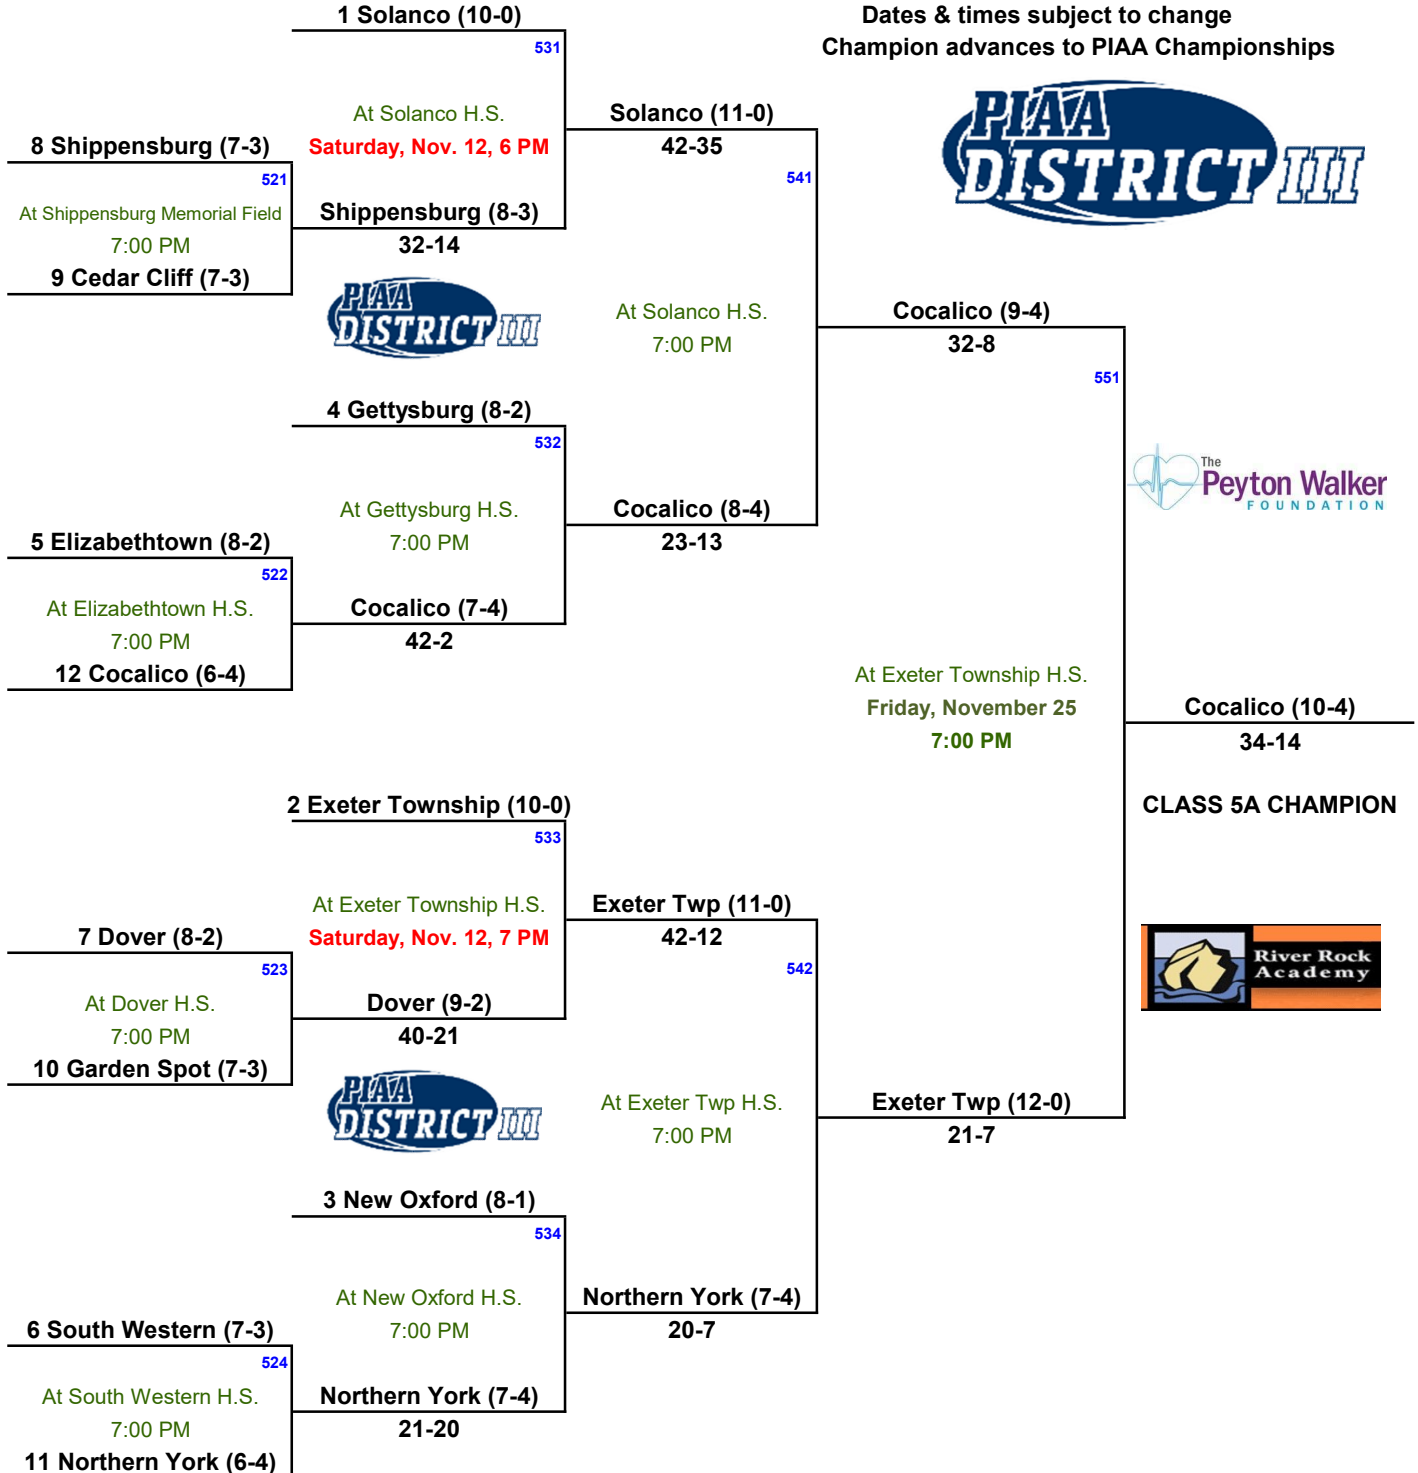 1 Solanco (10-0)
Dates & times subject to change
531
Champion advances to PIAA Championships
At Solanco H.S.
Solanco (11-0)
PIAA
DISTRICT III
8 Shippensburg (7-3)
Saturday, Nov. 12, 6 PM
42-35
521
541
At Shippensburg Memorial Field
Shippensburg (8-3)
7:00 PM
32-14
9 Cedar Cliff (7-3)
PIAA
DISTRICT III
At Solanco H.S.
Cocalico (9-4)
7:00 PM
32-8
551
4 Gettysburg (8-2)
532
The
Peyton Walker
FOUNDATION
At Gettysburg H.S.
Cocalico (8-4)
5 Elizabethtown (8-2)
7:00 PM
23-13
522
At Elizabethtown H.S.
Cocalico (7-4)
7:00 PM
42-2
12 Cocalico (6-4)
At Exeter Township H.S.
Friday, November 25
Cocalico (10-4)
7:00 PM
34-14
2 Exeter Township (10-0)
CLASS 5A CHAMPION
533
At Exeter Township H.S.
Exeter Twp (11-0)
7 Dover (8-2)
Saturday, Nov. 12, 7 PM
42-12
River Rock
Academy
523
542
At Dover H.S.
Dover (9-2)
7:00 PM
40-21
10 Garden Spot (7-3)
PIAA
DISTRICT III
At Exeter Twp H.S.
Exeter Twp (12-0)
7:00 PM
21-7
3 New Oxford (8-1)
534
At New Oxford H.S.
Northern York (7-4)
6 South Western (7-3)
7:00 PM
20-7
524
At South Western H.S.
Northern York (7-4)
7:00 PM
21-20
11 Northern York (6-4)